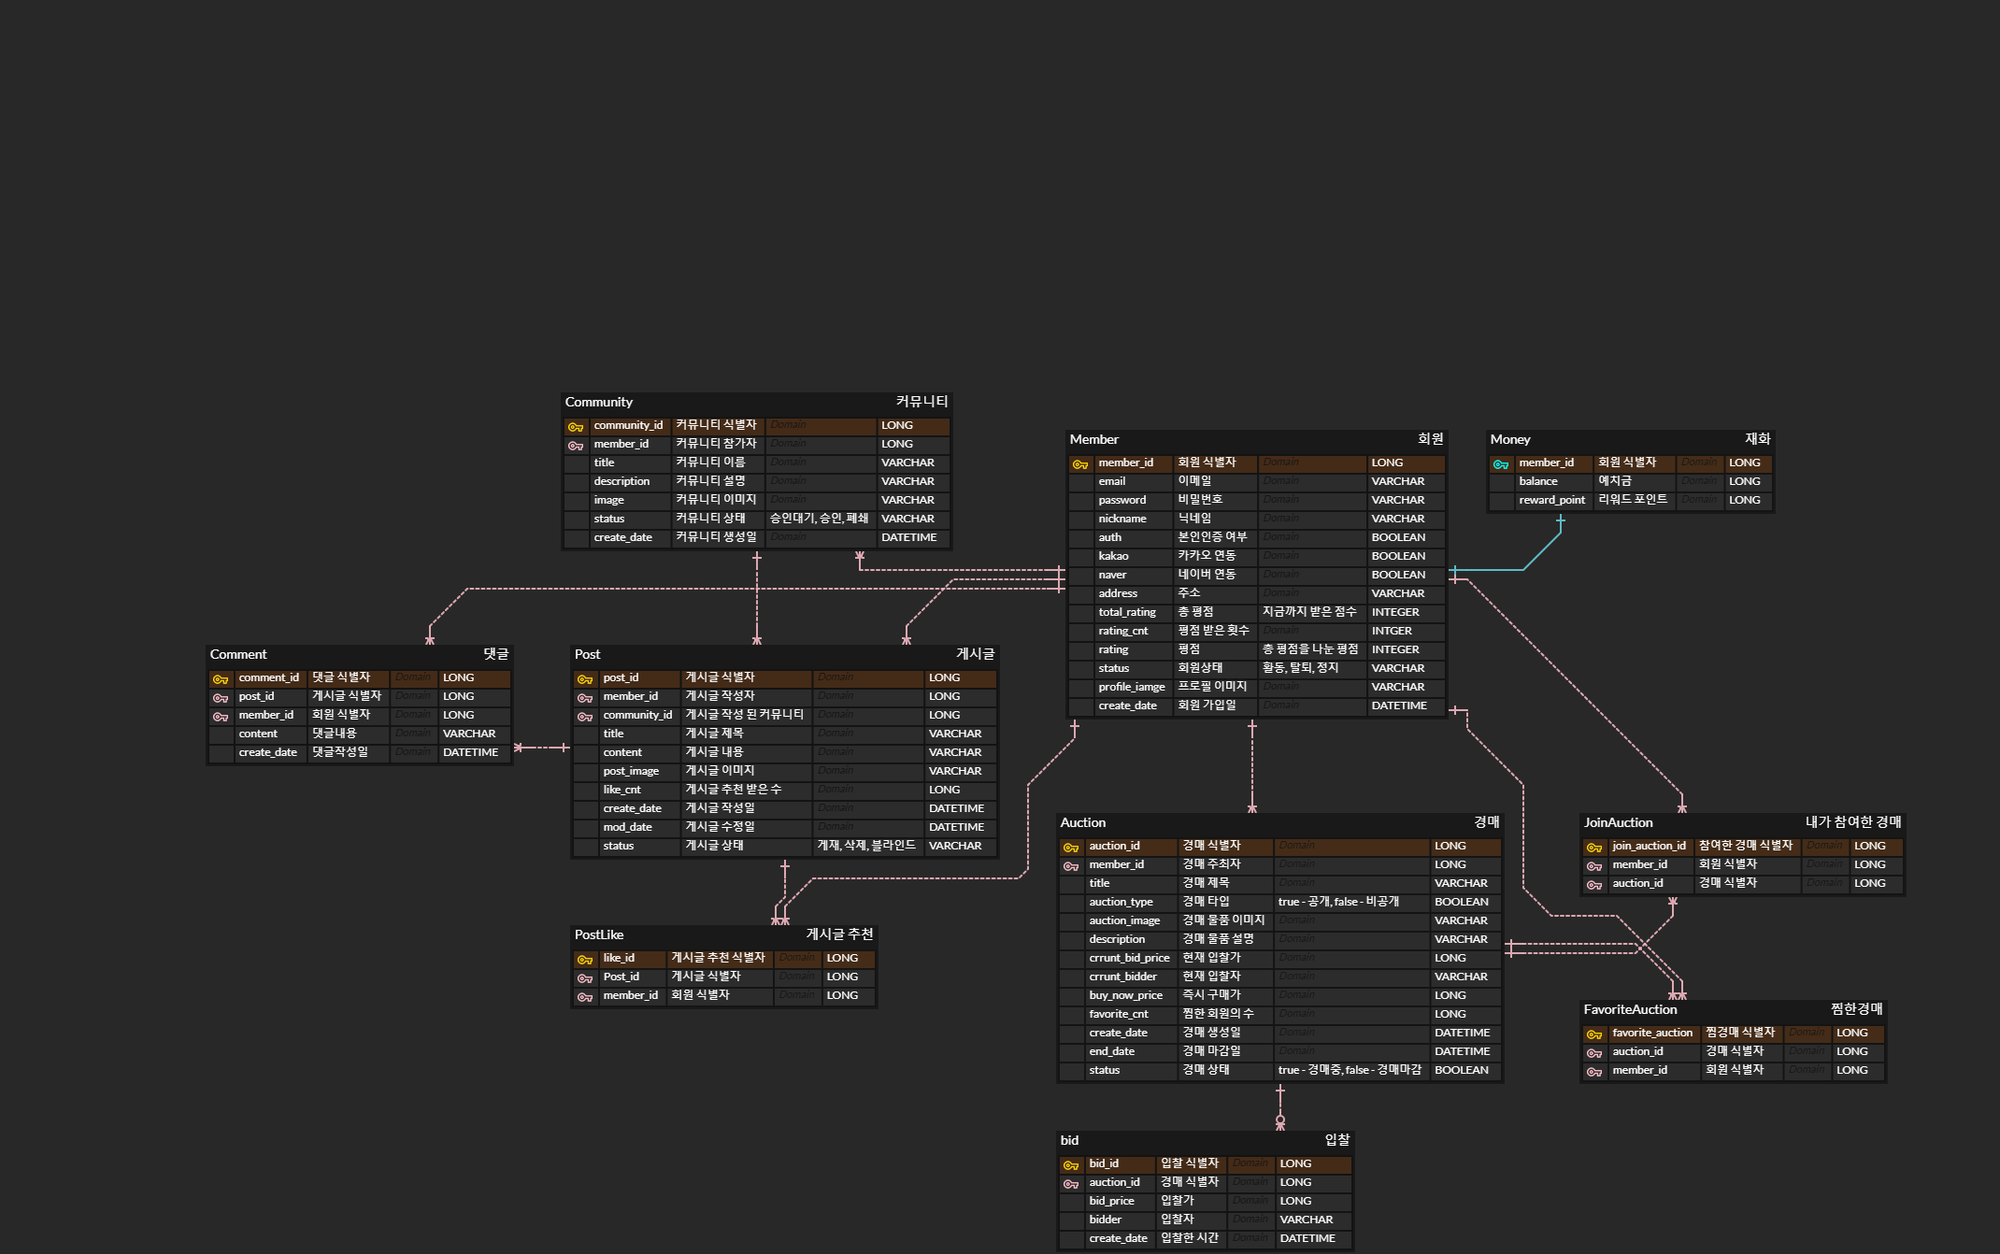 Community 커뮤니티
community_id 커뮤니티 식별자 Domain LONG
member_id 커뮤니티 참가자 Domain LONG
title 커뮤니티 이름 Domain VARCHAR
description 커뮤니티 설명 Domain VARCHAR
image 커뮤니티 이미지 Domain VARCHAR
status 커뮤니티 상태 승인대기, 승인, 폐쇄 VARCHAR
create_date 커뮤니티 생성일 Domain DATETIME
Member 회원
member_id 회원 식별자 Domain LONG
email 이메일 Domain VARCHAR
password 비밀번호 Domain VARCHAR
nickname 닉네임 Domain VARCHAR
auth 본인인증 여부 Domain BOOLEAN
kakao 카카오 연동 Domain BOOLEAN
naver 네이버 연동 Domain BOOLEAN
address 주소 Domain VARCHAR
total_rating 총 평점 지금까지 받은 점수 INTEGER
rating_cnt 평점 받은 횟수 Domain INTGER
rating 평점 총 평점을 나눈 평점 INTEGER
status 회원상태 활동, 탈퇴, 정지 VARCHAR
profile_iamge 프로필 이미지 Domain VARCHAR
create_date 회원 가입일 Domain DATETIME
Money 재화
member_id 회원 식별자 Domain LONG
balance 예치금 Domain LONG
reward_point 리워드 포인트 Domain LONG
Comment 댓글
comment_id 댓글 식별자 Domain LONG
post_id 게시글 식별자 Domain LONG
member_id 회원 식별자 Domain LONG
content 댓글내용 Domain VARCHAR
create_date 댓글작성일 Domain DATETIME
Post 게시글
post_id 게시글 식별자 Domain LONG
member_id 게시글 작성자 Domain LONG
community_id 게시글 작성 된 커뮤니티 Domain LONG
title 게시글 제목 Domain VARCHAR
content 게시글 내용 Domain VARCHAR
post_image 게시글 이미지 Domain VARCHAR
like_cnt 게시글 추천 받은 수 Domain LONG
create_date 게시글 작성일 Domain DATETIME
mod_date 게시글 수정일 Domain DATETIME
status 게시글 상태 게재, 삭제, 블라인드 VARCHAR
PostLike 게시글 추천
like_id 게시글 추천 식별자 Domain LONG
Post_id 게시글 식별자 Domain LONG
member_id 회원 식별자 Domain LONG
Auction 경매
auction_id 경매 식별자 Domain LONG
member_id 경매 주최자 Domain LONG
title 경매 제목 Domain VARCHAR
auction_type 경매 타입 true - 공개, false - 비공개 BOOLEAN
auction_image 경매 물품 이미지 Domain VARCHAR
description 경매 물품 설명 Domain VARCHAR
crrunt_bid_price 현재 입찰가 Domain LONG
crrunt_bidder 현재 입찰자 Domain VARCHAR
buy_now_price 즉시 구매가 Domain LONG
favorite_cnt 찜한 회원의 수 Domain LONG
create_date 경매 생성일 Domain DATETIME
end_date 경매 마감일 Domain DATETIME
status 경매 상태 true - 경매중, false - 경매마감 BOOLEAN
JoinAuction 내가 참여한 경매
join_auction_id 참여한 경매 식별자 Domain LONG
member_id 회원 식별자 Domain LONG
auction_id 경매 식별자 Domain LONG
FavoriteAuction 찜한경매
favorite_auction 찜경매 식별자 Domain LONG
auction_id 경매 식별자 Domain LONG
member_id 회원 식별자 Domain LONG
bid 입찰
bid_id 입찰 식별자 Domain LONG
auction_id 경매 식별자 Domain LONG
bid_price 입찰가 Domain LONG
bidder 입찰자 Domain VARCHAR
create_date 입찰한 시간 Domain DATETIME